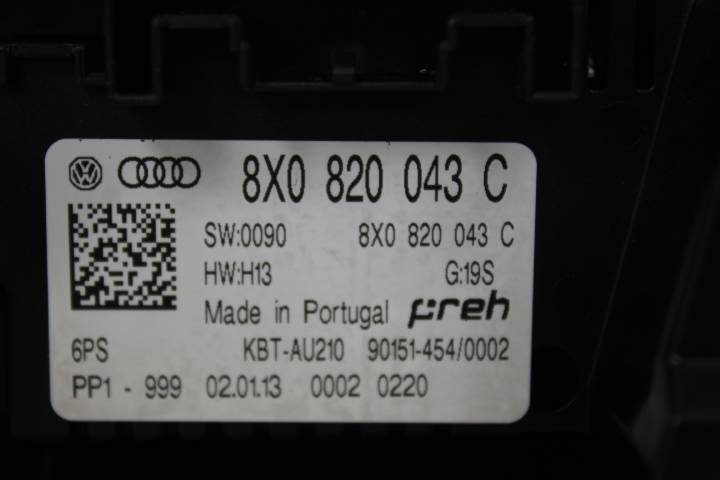 8X0 820 043 C
SW:0090 8X0 820 043 C
HW:H13 G:19S
Made in Portugal preh
6PS KBT-AU210 90151-454/0002
PP1 - 999 02.01.13 0002 0220